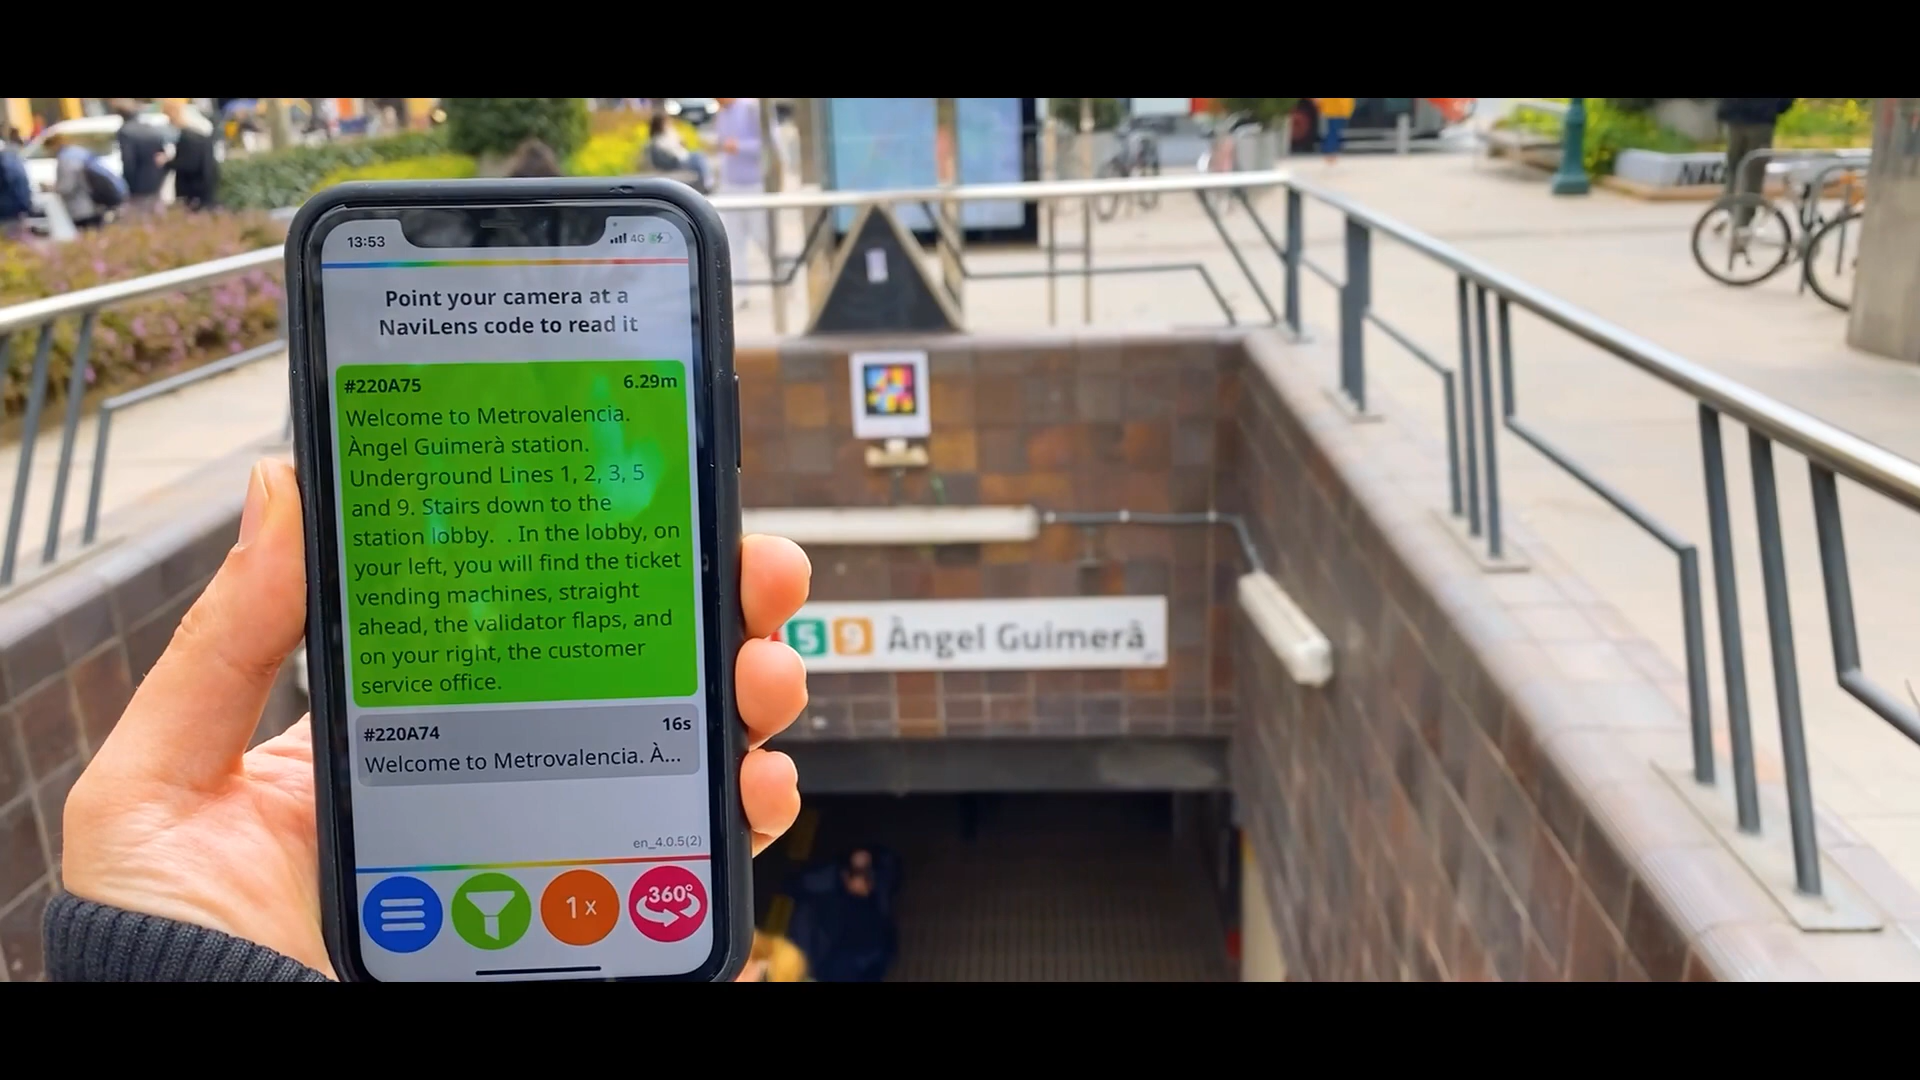 13:53
4G
Point your camera at a
NaviLens code to read it
#220A75
6.29m
Welcome to Metrovalencia.
Àngel Guimerà station.
Underground Lines 1, 2, 3, 5
and 9. Stairs down to the
station lobby. . In the lobby, on
your left, you will find the ticket
vending machines, straight
ahead, the validator flaps, and
on your right, the customer
service office.
#220A74
16s
Welcome to Metrovalencia. À...
en_4.0.5(2)
1x
360°
5 9 Àngel Guimerà